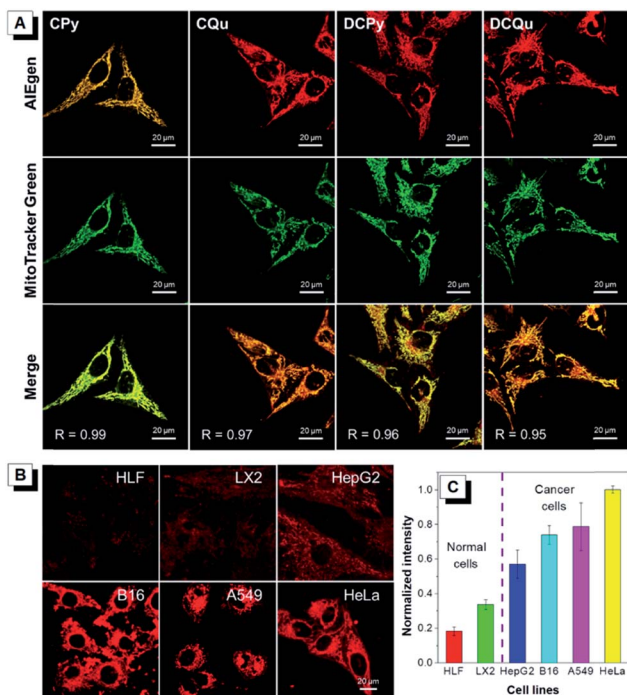 A
CPy CQu DCPy DCQu
AIEgen
20 µm 20 µm 20 µm 20 µm
MitoTracker Green
20 µm 20 µm 20 µm 20 µm
Merge
R = 0.99 R = 0.97 R = 0.96 R = 0.95
20 µm 20 µm 20 µm 20 µm
B
HLF LX2 HepG2
B16 A549 HeLa
20 µm
C
Normalized intensity
1.0
0.8
0.6
0.4
0.2
0.0
Normal
cells
Cancer
cells
HLF LX2 HepG2 B16 A549 HeLa
Cell lines